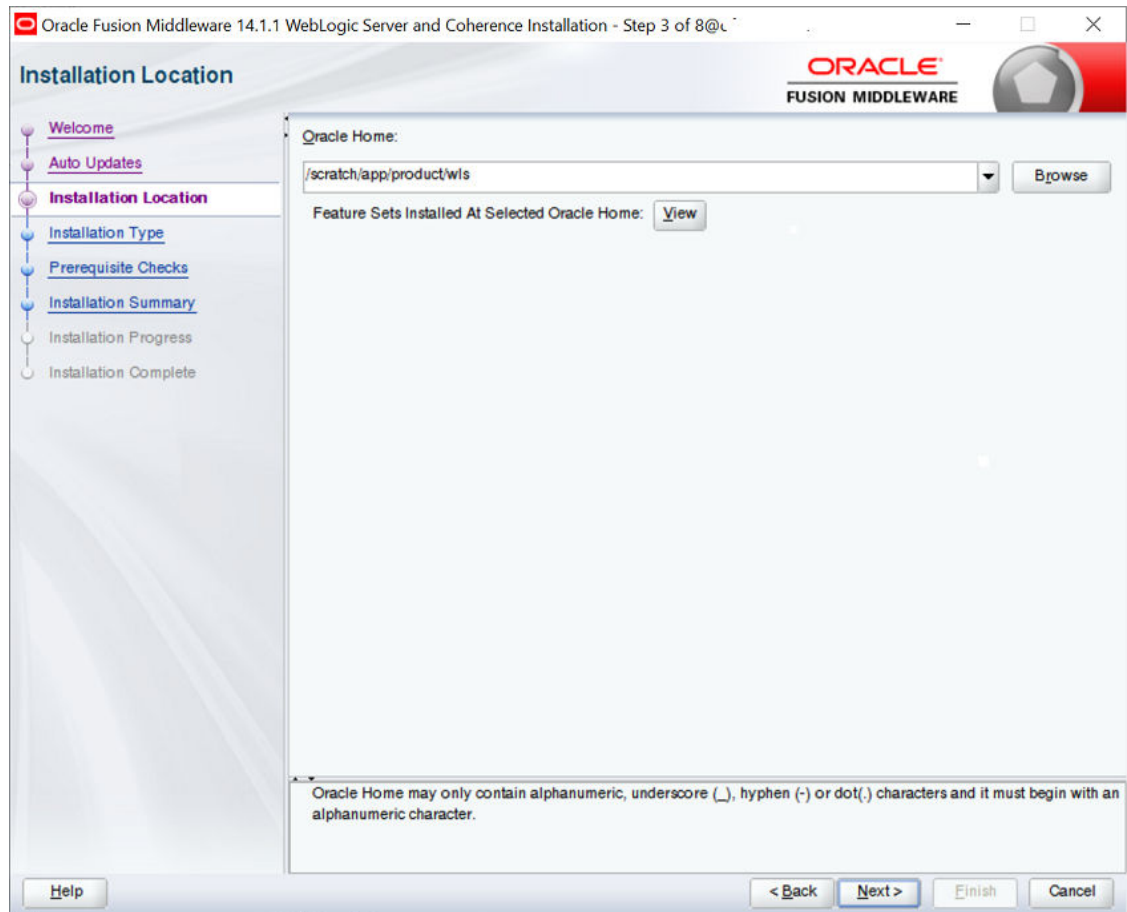 Oracle Fusion Middleware 14.1.1 WebLogic Server and Coherence Installation - Step 3 of 8@
Installation Location
ORACLE
FUSION MIDDLEWARE
Welcome
Auto Updates
Installation Location
Installation Type
Prerequisite Checks
Installation Summary
Installation Progress
Installation Complete
Oracle Home:
/scratch/app/product/wls
Browse
Feature Sets Installed At Selected Oracle Home: View
Oracle Home may only contain alphanumeric, underscore (_), hyphen (-) or dot(.) characters and it must begin with an
alphanumeric character.
Help < Back Next > Finish Cancel